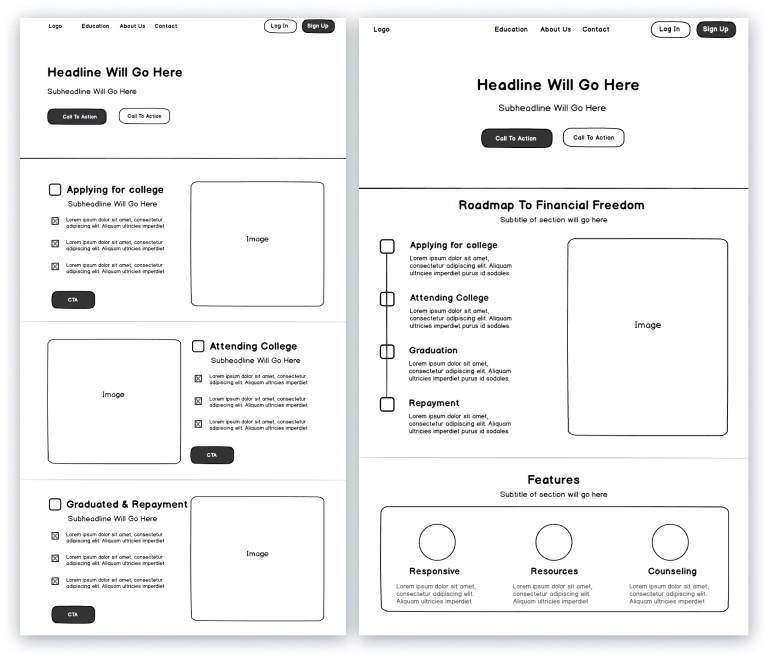 Logo Education About Us Contact Log In Sign Up
Headline Will Go Here
Subheadline Will Go Here
Call To Action Call To Action
Applying for college
Subheadline Will Go Here
Lorem ipsum dolor sit amet, consectetur
adipiscing elit. Aliquam ultricies imperdiet
Lorem ipsum dolor sit amet, consectetur
adipiscing elit. Aliquam ultricies imperdiet
Lorem ipsum dolor sit amet, consectetur
adipiscing elit. Aliquam ultricies imperdiet
CTA
Image
Image
Attending College
Subheadline Will Go Here
Lorem ipsum dolor sit amet, consectetur
adipiscing elit. Aliquam ultricies imperdiet
Lorem ipsum dolor sit amet, consectetur
adipiscing elit. Aliquam ultricies imperdiet
Lorem ipsum dolor sit amet, consectetur
adipiscing elit. Aliquam ultricies imperdiet
CTA
Graduated & Repayment
Subheadline Will Go Here
Lorem ipsum dolor sit amet, consectetur
adipiscing elit. Aliquam ultricies imperdiet
Lorem ipsum dolor sit amet, consectetur
adipiscing elit. Aliquam ultricies imperdiet
Lorem ipsum dolor sit amet, consectetur
adipiscing elit. Aliquam ultricies imperdiet
CTA
Image
Logo Education About Us Contact Log In Sign Up
Headline Will Go Here
Subheadline Will Go Here
Call To Action Call To Action
Roadmap To Financial Freedom
Subtitle of section will go here
Applying for college
Lorem ipsum dolor sit amet,
consectetur adipiscing elit. Aliquam
ultricies imperdiet purus id sodales.
Attending College
Lorem ipsum dolor sit amet,
consectetur adipiscing elit. Aliquam
ultricies imperdiet purus id sodales.
Graduation
Lorem ipsum dolor sit amet,
consectetur adipiscing elit. Aliquam
ultricies imperdiet purus id sodales.
Repayment
Lorem ipsum dolor sit amet,
consectetur adipiscing elit. Aliquam
ultricies imperdiet purus id sodales.
Image
Features
Subtitle of section will go here
Responsive
Lorem ipsum dolor sit amet,
consectetur adipiscing elit.
Aliquam ultricies imperdiet
Resources
Lorem ipsum dolor sit amet,
consectetur adipiscing elit.
Aliquam ultricies imperdiet
Counseling
Lorem ipsum dolor sit amet,
consectetur adipiscing elit.
Aliquam ultricies imperdiet